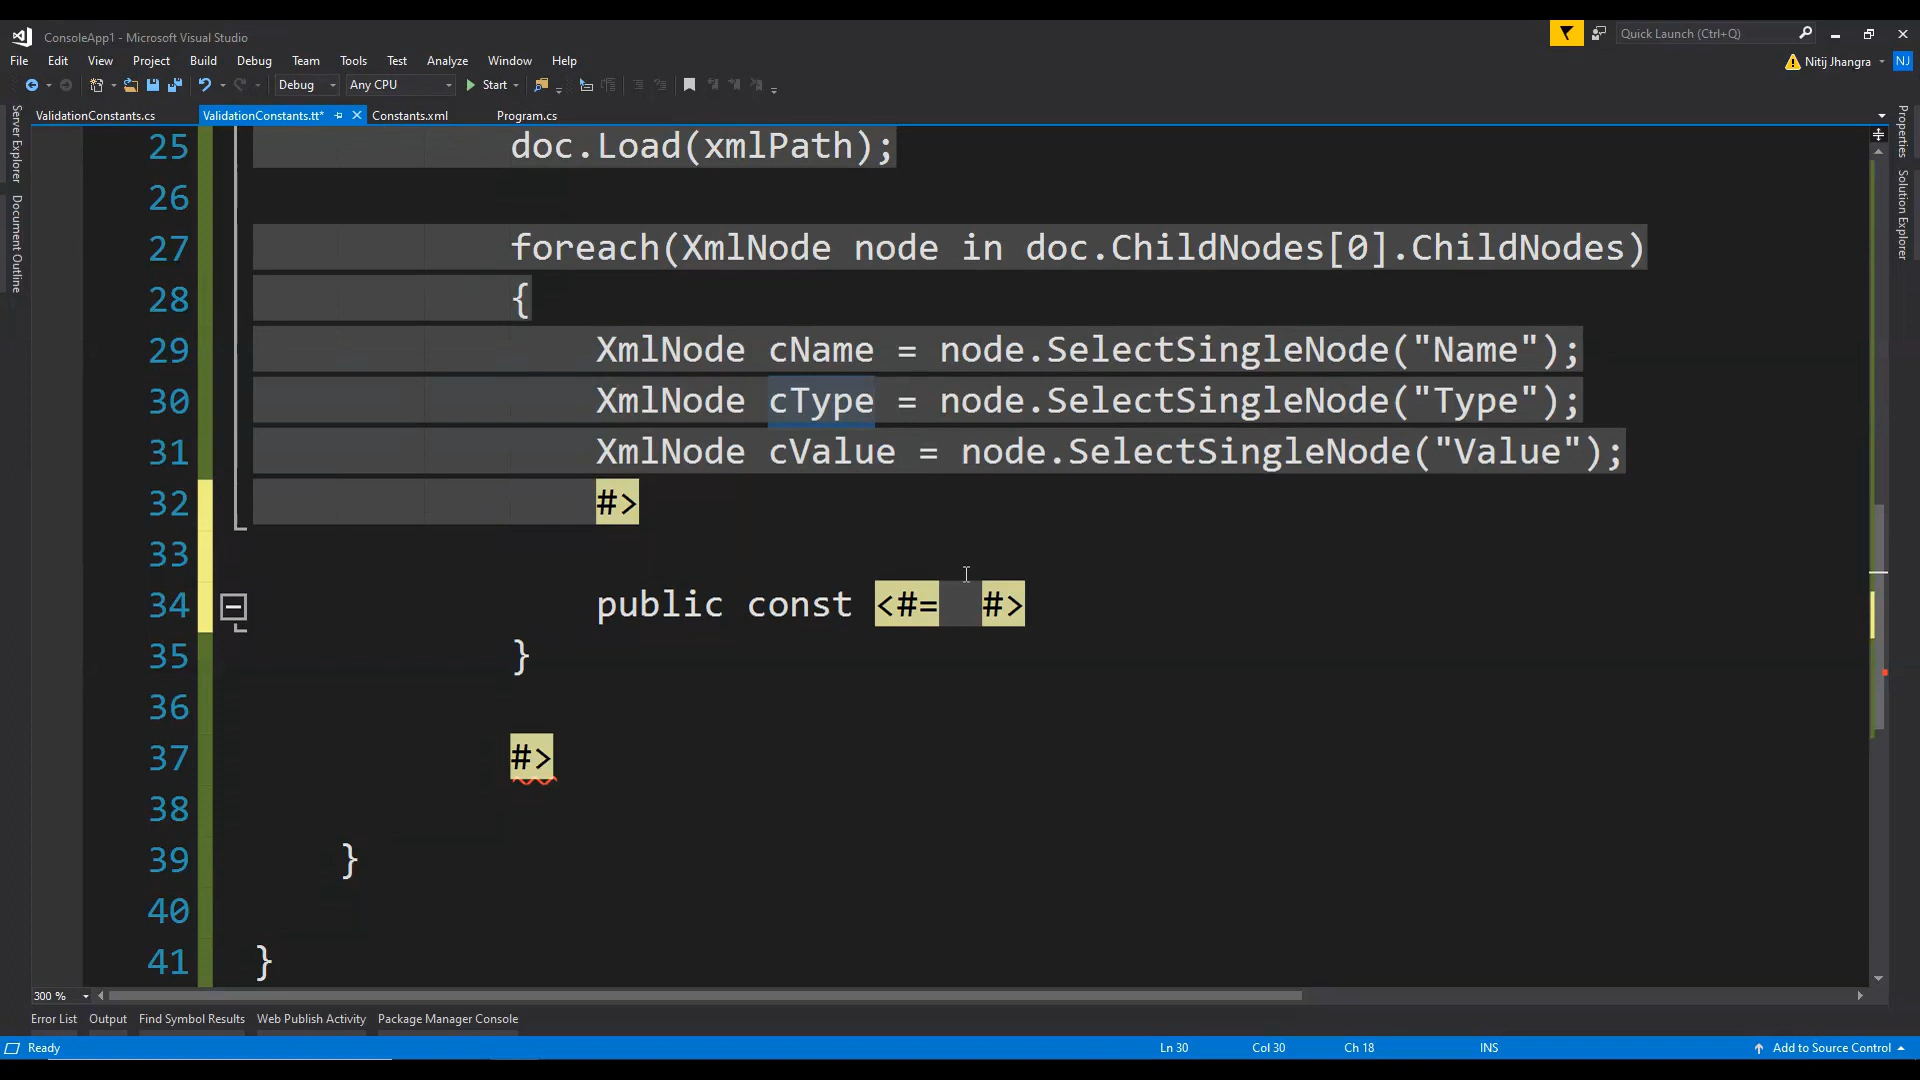 ConsoleApp1 - Microsoft Visual Studio
Quick Launch (Ctrl+Q)
File Edit View Project Build Debug Team Tools Test Analyze Window Help
Nitij Jhangra NJ
Debug Any CPU Start
ValidationConstants.cs ValidationConstants.tt* Constants.xml Program.cs
Server Explorer
Document Outline
Properties
Solution Explorer
25 doc.Load(xmlPath);
26
27 foreach(XmlNode node in doc.ChildNodes[0].ChildNodes)
28 {
29 XmlNode cName = node.SelectSingleNode("Name");
30 XmlNode cType = node.SelectSingleNode("Type");
31 XmlNode cValue = node.SelectSingleNode("Value");
32 #>
33
34 public const <#= #>
35 }
36
37 #>
38
39 }
40
41 }
300 %
Error List Output Find Symbol Results Web Publish Activity Package Manager Console
Ready Ln 30 Col 30 Ch 18 INS Add to Source Control